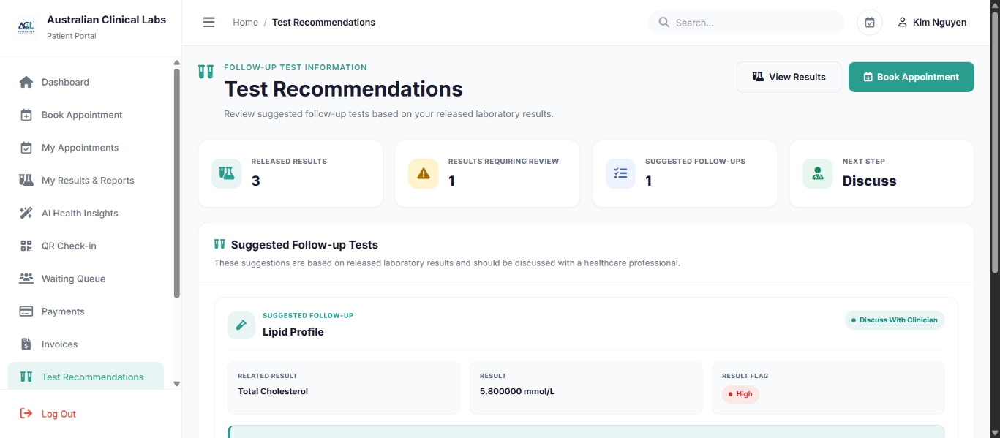 ACL
AUSTRALIAN
Australian Clinical Labs
Patient Portal
Home / Test Recommendations
Search...
Kim Nguyen
Dashboard
Book Appointment
My Appointments
My Results & Reports
AI Health Insights
QR Check-in
Waiting Queue
Payments
Invoices
Test Recommendations
Log Out
FOLLOW-UP TEST INFORMATION
Test Recommendations
Review suggested follow-up tests based on your released laboratory results.
View Results
Book Appointment
RELEASED RESULTS
3
RESULTS REQUIRING REVIEW
1
SUGGESTED FOLLOW-UPS
1
NEXT STEP
Discuss
Suggested Follow-up Tests
These suggestions are based on released laboratory results and should be discussed with a healthcare professional.
SUGGESTED FOLLOW-UP
Lipid Profile
Discuss With Clinician
RELATED RESULT
Total Cholesterol
RESULT
5.800000 mmol/L
RESULT FLAG
High